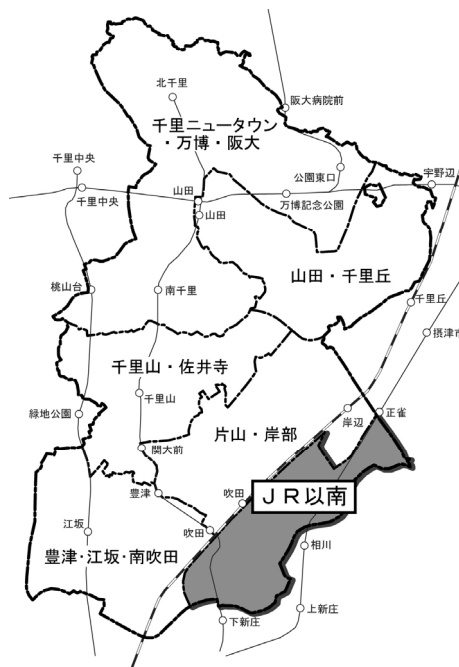 北千里
阪大病院前
千里ニュータウン
・万博・阪大
千里中央
公園東口
宇野辺
千里中央
山田
万博記念公園
山田
山田・千里丘
桃山台
南千里
千里丘
摂津市
千里山・佐井寺
千里山
緑地公園
岸辺
正雀
片山・岸部
関大前
豊津
吹田
JR以南
江坂
吹田
相川
豊津・江坂・南吹田
下新庄
上新庄